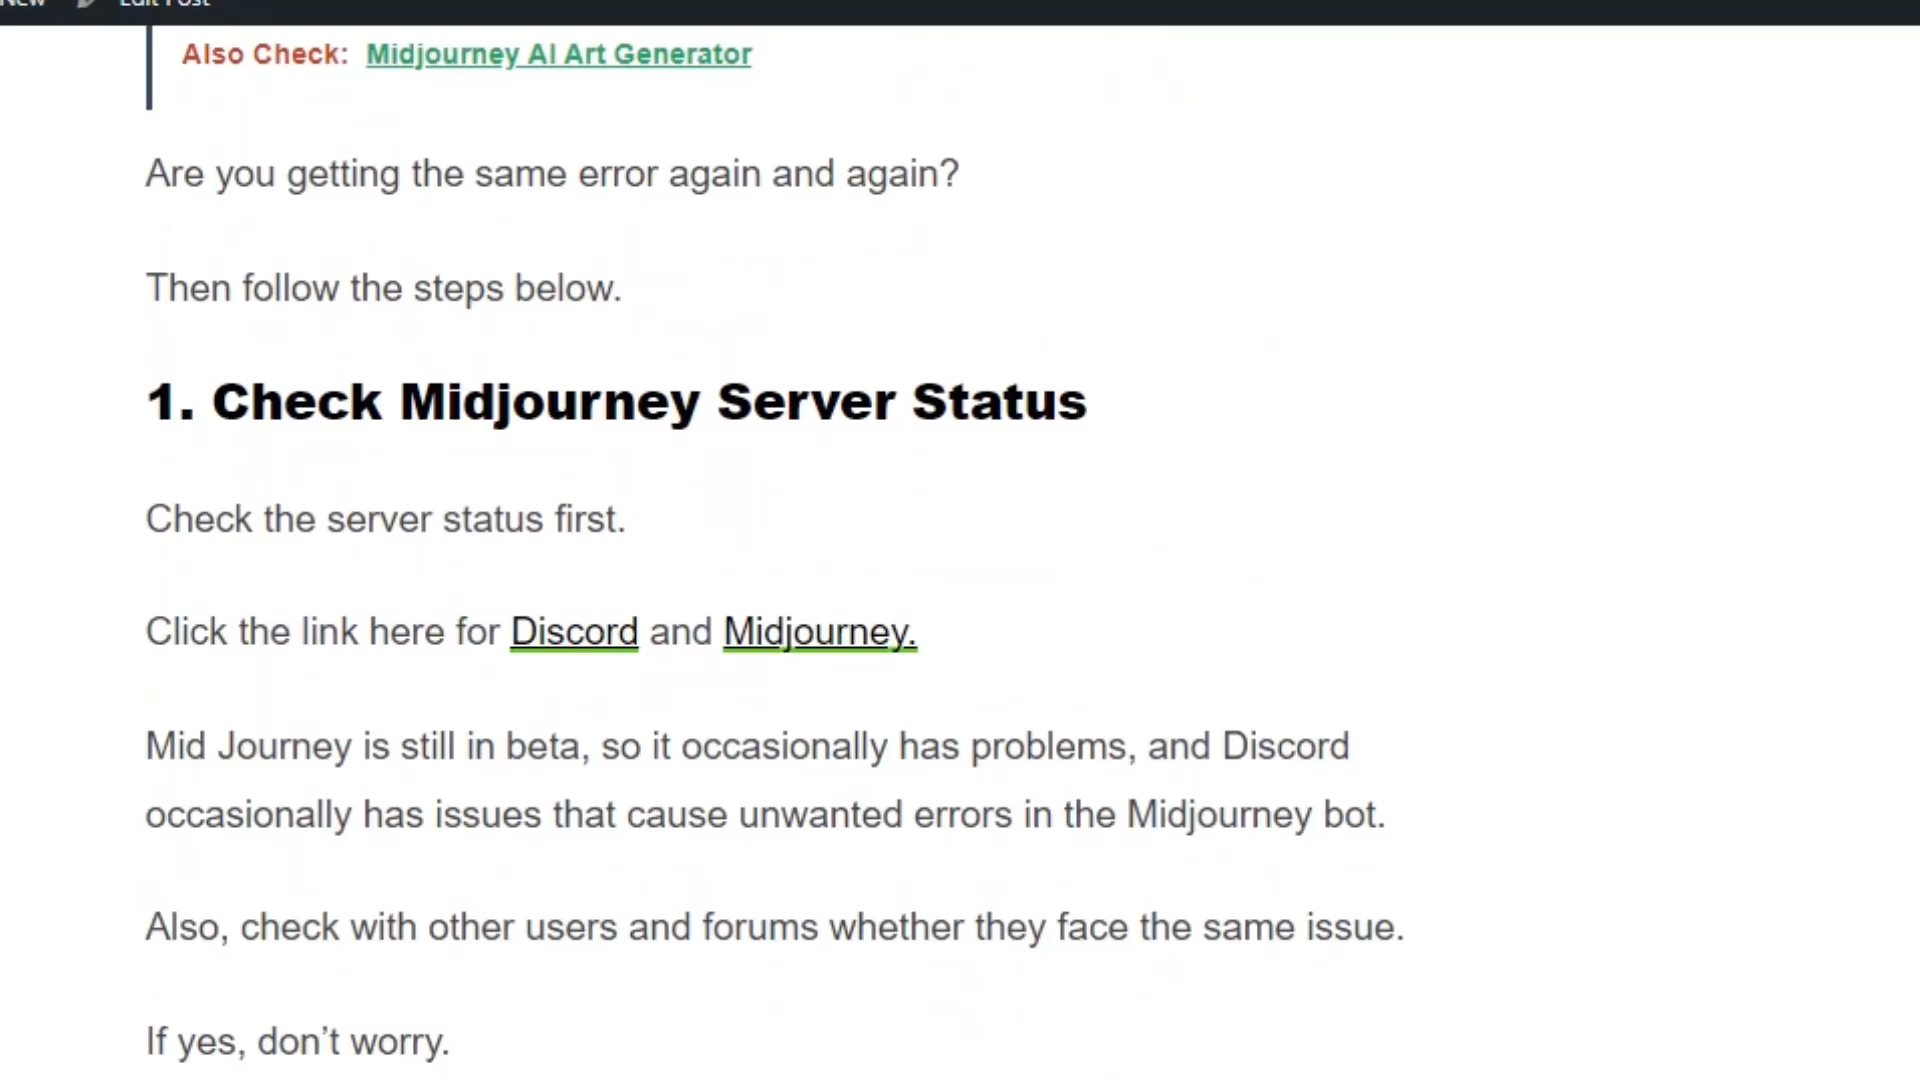 New Edit Post
Also Check: Midjourney AI Art Generator
Are you getting the same error again and again?
Then follow the steps below.
1. Check Midjourney Server Status
Check the server status first.
Click the link here for Discord and Midjourney.
Mid Journey is still in beta, so it occasionally has problems, and Discord
occasionally has issues that cause unwanted errors in the Midjourney bot.
Also, check with other users and forums whether they face the same issue.
If yes, don’t worry.